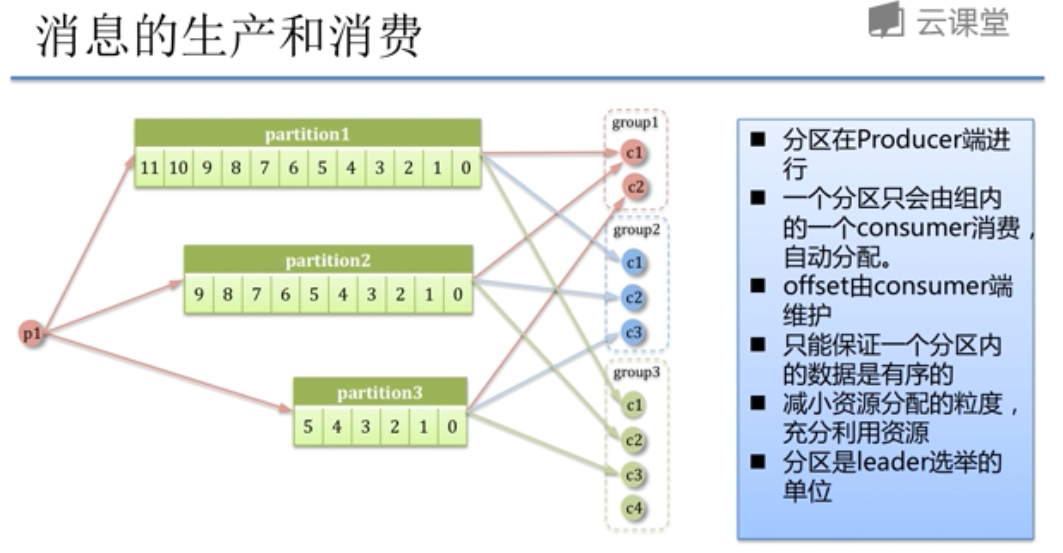 消息的生产和消费
云课堂
partition1
11 10 9 8 7 6 5 4 3 2 1 0
partition2
9 8 7 6 5 4 3 2 1 0
partition3
5 4 3 2 1 0
p1
group1
c1
c2
group2
c1
c2
c3
group3
c1
c2
c3
c4
■ 分区在Producer端进
行
■ 一个分区只会由组内
的一个consumer消费，
自动分配。
■ offset由consumer端
维护
■ 只能保证一个分区内
的数据是有序的
■ 减小资源分配的粒度，
充分利用资源
■ 分区是leader选举的
单位